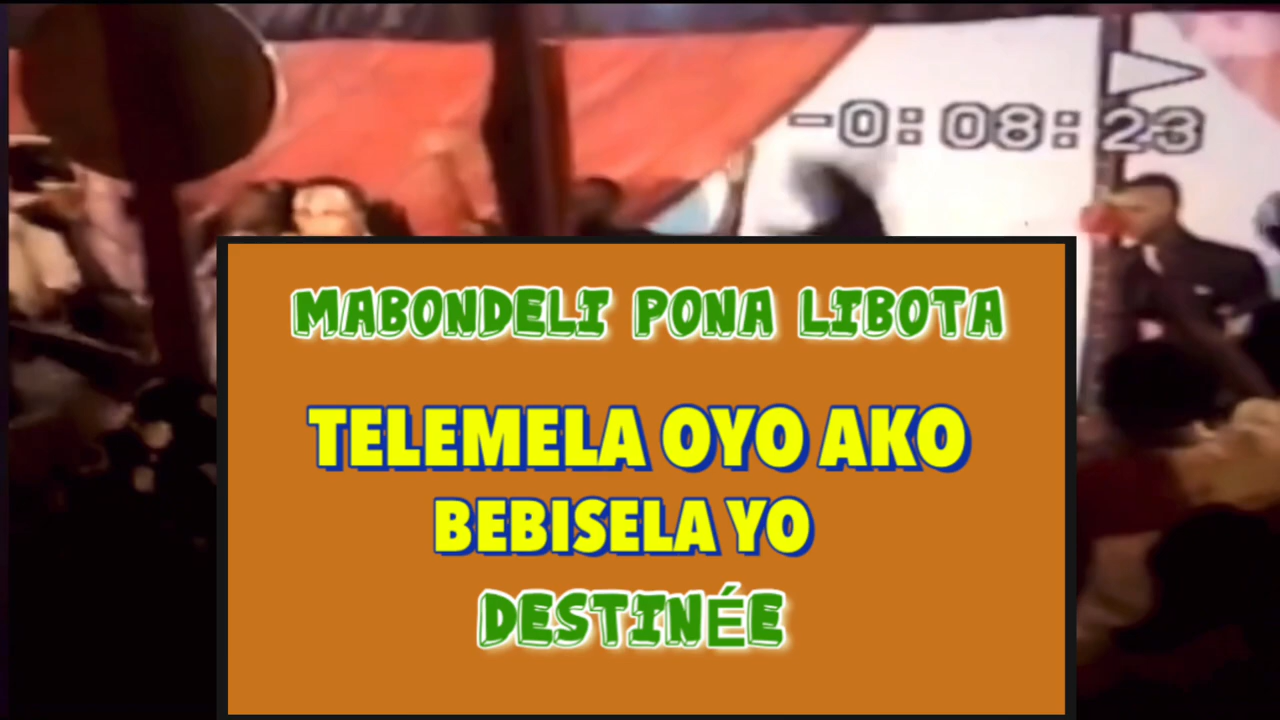 -0:08:23
MABONDELI PONA LIBOTA
TELEMELA OYO AKO
BEBISELA YO
DESTINÉE